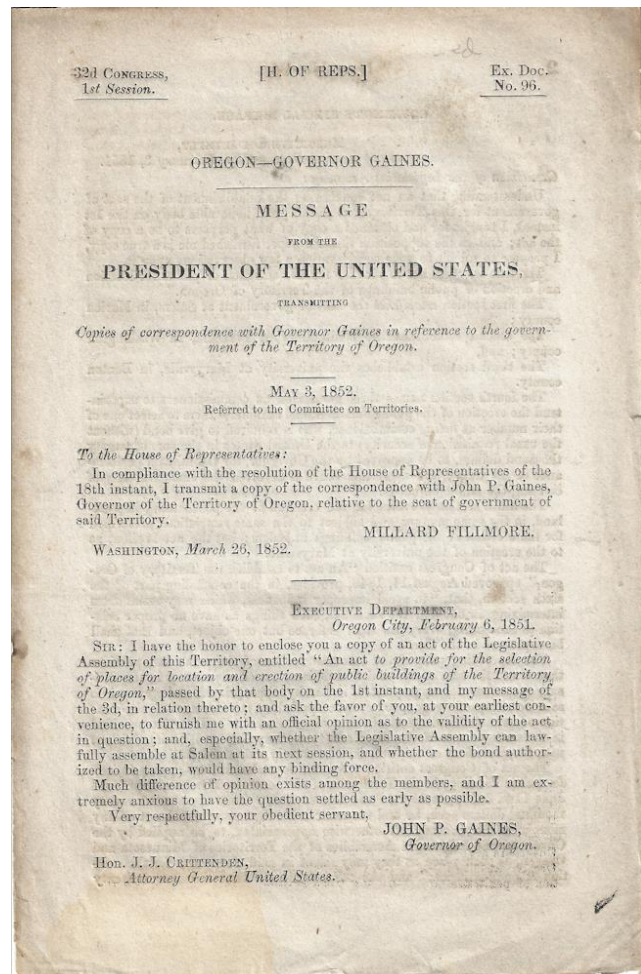 32d Congress,
1st Session.
[H. OF REPS.]
Ex. Doc.
No. 96.
OREGON—GOVERNOR GAINES.
MESSAGE
FROM THE
PRESIDENT OF THE UNITED STATES,
TRANSMITTING
Copies of correspondence with Governor Gaines in reference to the govern-
ment of the Territory of Oregon.
May 3, 1852.
Referred to the Committee on Territories.
To the House of Representatives:
In compliance with the resolution of the House of Representatives of the
18th instant, I transmit a copy of the correspondence with John P. Gaines,
Governor of the Territory of Oregon, relative to the seat of government of
said Territory.
MILLARD FILLMORE.
Washington, March 26, 1852.
Executive Department,
Oregon City, February 6, 1851.
Sir: I have the honor to enclose you a copy of an act of the Legislative
Assembly of this Territory, entitled “An act to provide for the selection
of places for location and erection of public buildings of the Territory
of Oregon,” passed by that body on the 1st instant, and my message of
the 3d, in relation thereto; and ask the favor of you, at your earliest con-
venience, to furnish me with an official opinion as to the validity of the act
in question; and, especially, whether the Legislative Assembly can law-
fully assemble at Salem at its next session, and whether the bond author-
ized to be taken, would have any binding force.
Much difference of opinion exists among the members, and I am ex-
tremely anxious to have the question settled as early as possible.
Very respectfully, your obedient servant,
JOHN P. GAINES,
Governor of Oregon.
Hon. J. J. Crittenden,
Attorney General United States.